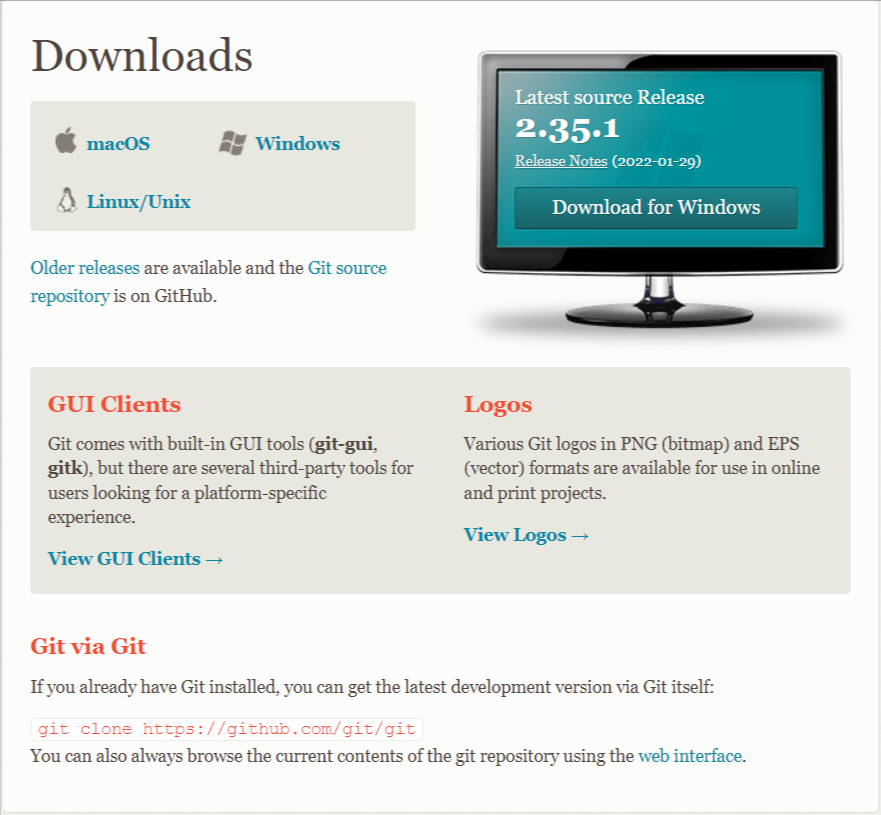 Downloads
macOS
Windows
Linux/Unix
Older releases are available and the Git source
repository is on GitHub.
Latest source Release
2.35.1
Release Notes (2022-01-29)
Download for Windows
GUI Clients
Git comes with built-in GUI tools (git-gui,
gitk), but there are several third-party tools for
users looking for a platform-specific
experience.
View GUI Clients →
Logos
Various Git logos in PNG (bitmap) and EPS
(vector) formats are available for use in online
and print projects.
View Logos →
Git via Git
If you already have Git installed, you can get the latest development version via Git itself:
git clone https://github.com/git/git
You can also always browse the current contents of the git repository using the web interface.